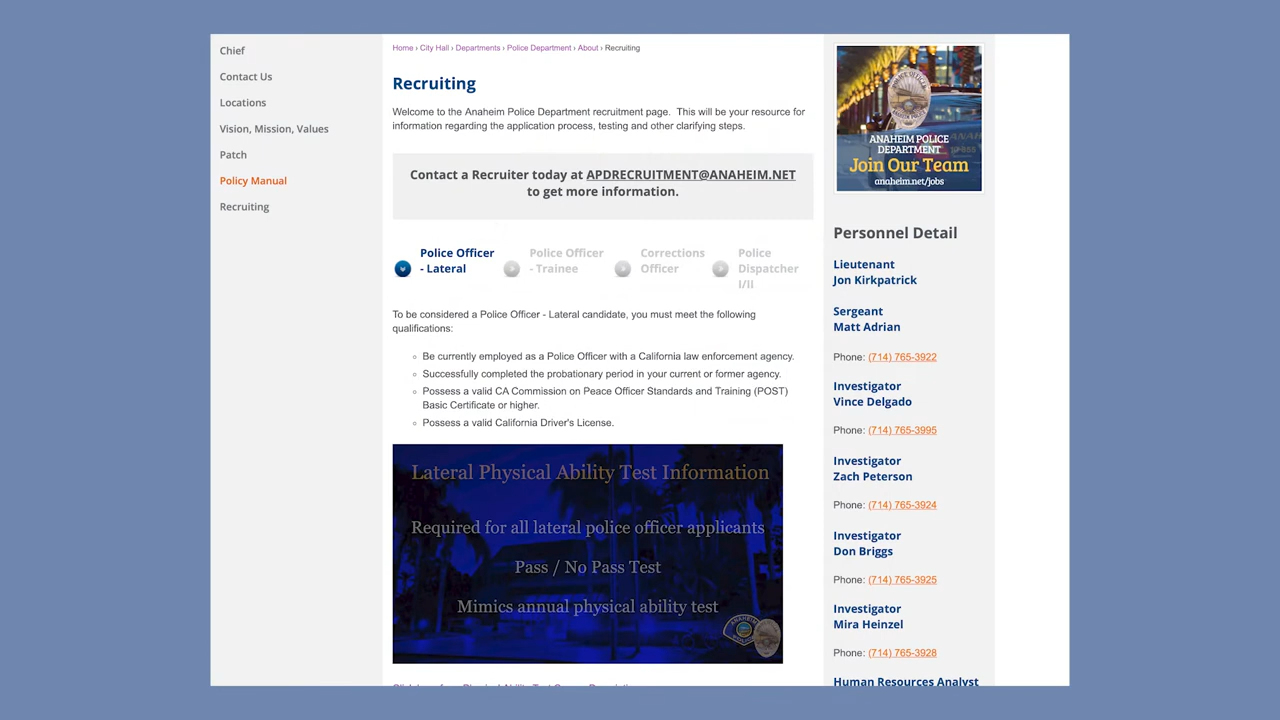 Chief
Contact Us
Locations
Vision, Mission, Values
Patch
Policy Manual
Recruiting
Home › City Hall › Departments › Police Department › About › Recruiting
Recruiting
Welcome to the Anaheim Police Department recruitment page. This will be your resource for
information regarding the application process, testing and other clarifying steps.
Contact a Recruiter today at APDRECRUITMENT@ANAHEIM.NET
to get more information.
Police Officer
- Lateral
Police Officer
- Trainee
Corrections
Officer
Police
Dispatcher
I/II
To be considered a Police Officer - Lateral candidate, you must meet the following
qualifications:
Be currently employed as a Police Officer with a California law enforcement agency.
Successfully completed the probationary period in your current or former agency.
Possess a valid CA Commission on Peace Officer Standards and Training (POST)
Basic Certificate or higher.
Possess a valid California Driver's License.
Lateral Physical Ability Test Information
Required for all lateral police officer applicants
Pass / No Pass Test
Mimics annual physical ability test
ANAHEIM POLICE
DEPARTMENT
Join Our Team
anaheim.net/jobs
Personnel Detail
Lieutenant
Jon Kirkpatrick
Sergeant
Matt Adrian
Phone: (714) 765-3922
Investigator
Vince Delgado
Phone: (714) 765-3995
Investigator
Zach Peterson
Phone: (714) 765-3924
Investigator
Don Briggs
Phone: (714) 765-3925
Investigator
Mira Heinzel
Phone: (714) 765-3928
Human Resources Analyst